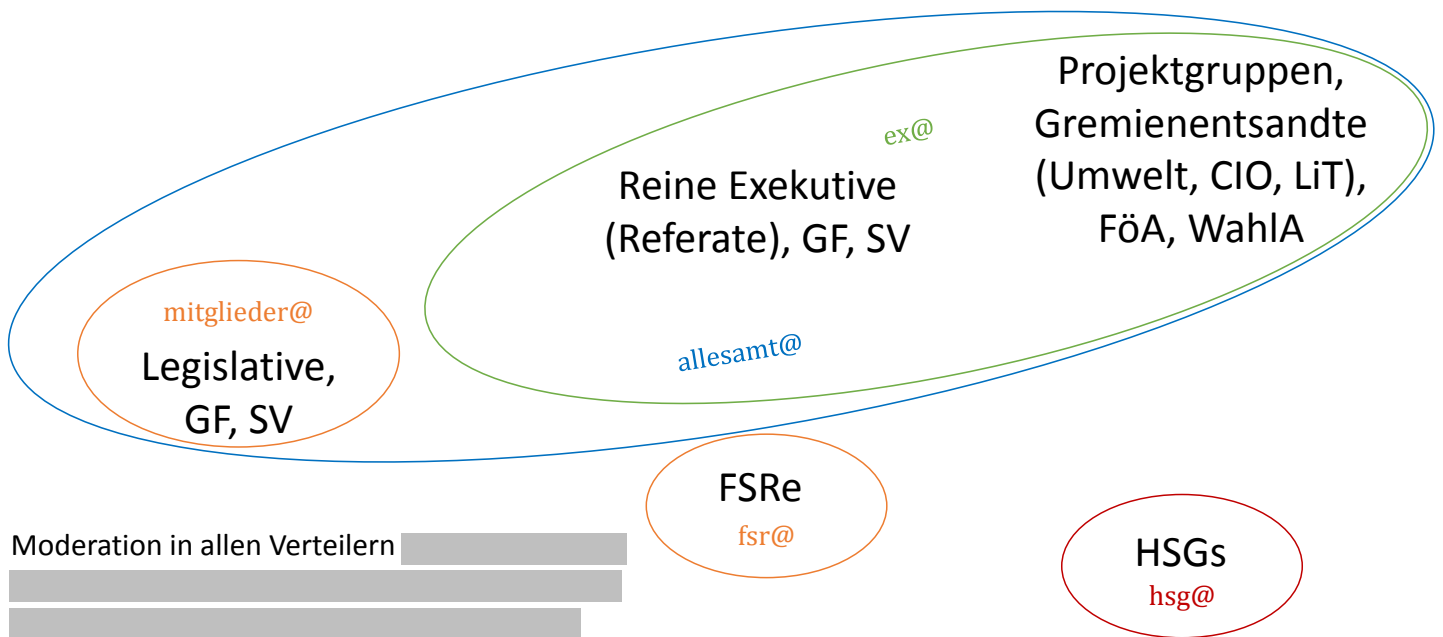 Projektgruppen,
Gremienentsandte
(Umwelt, CIO, LiT),
FöA, WahlA
ex@
Reine Exekutive
(Referate), GF, SV
mitglieder@
Legislative,
GF, SV
allesamt@
FSRe
fsr@
Moderation in allen Verteilern
HSGs
hsg@